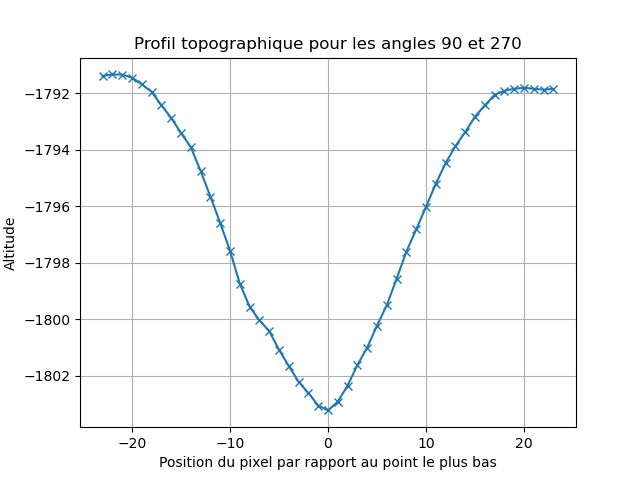 Profil topographique pour les angles 90 et 270
−1792
−1794
−1796
−1798
−1800
−1802
Altitude
−20 −10 0 10 20
Position du pixel par rapport au point le plus bas